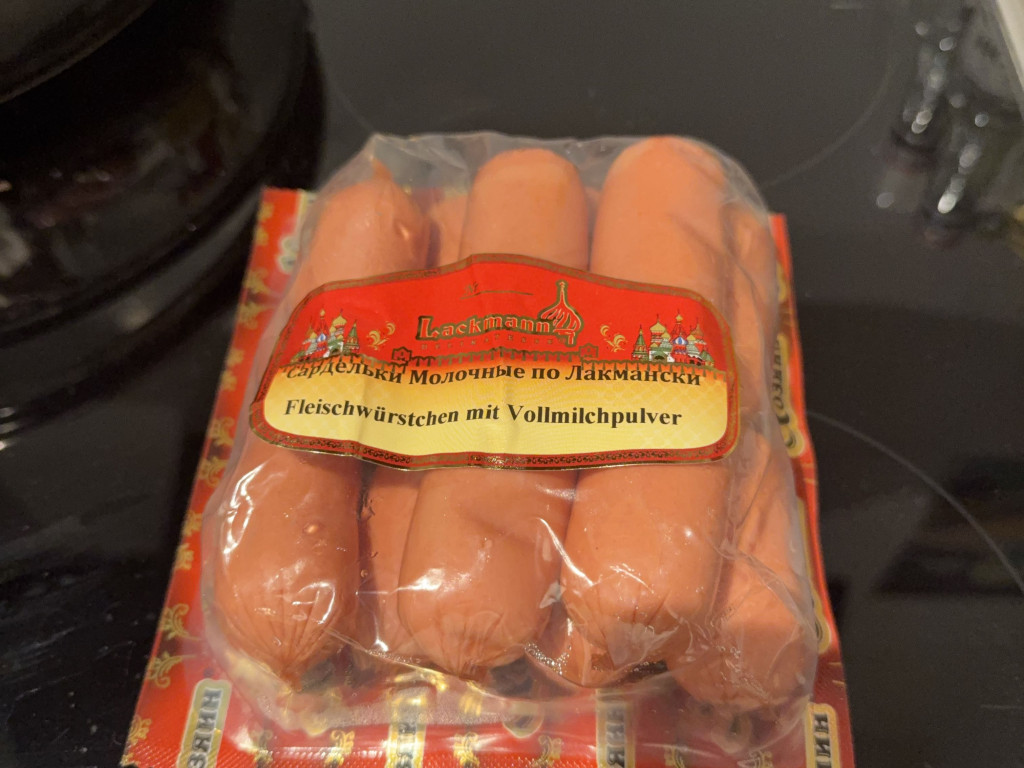 Lackmann
Сардельки Молочные по Лакмански
Fleischwürstchen mit Vollmilchpulver